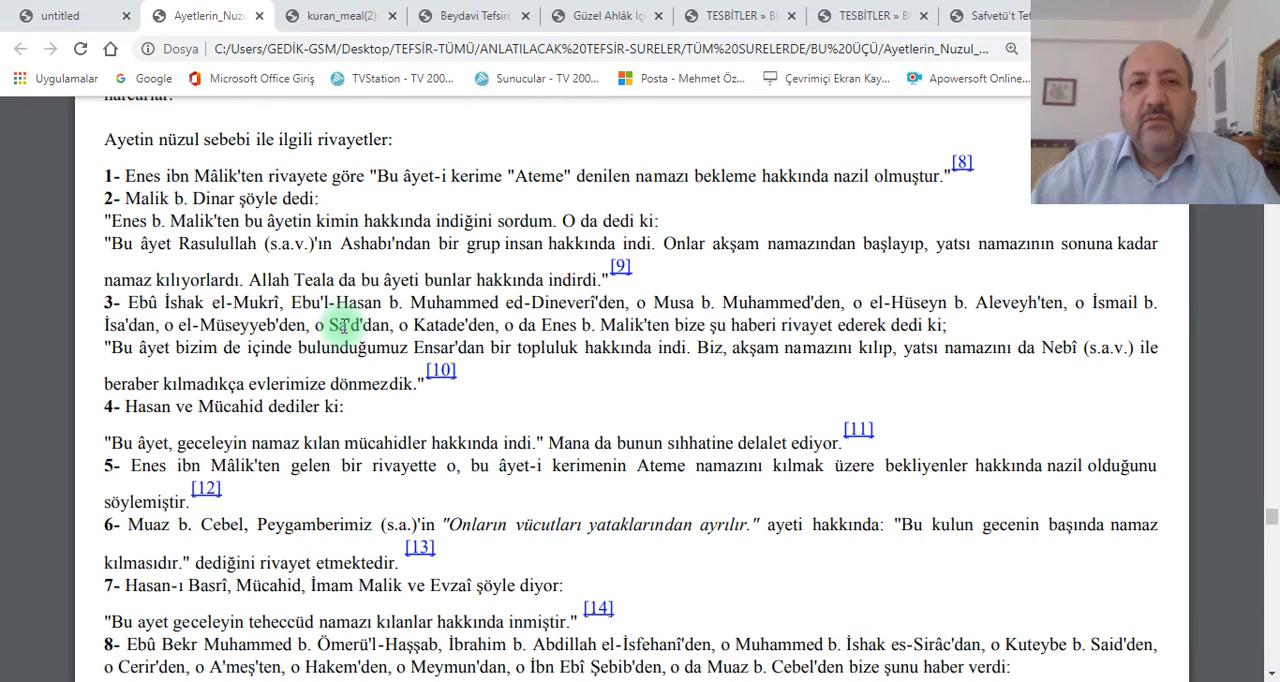 untitled
Ayetlerin_Nuzu
kuran_meal(2)
Beydavi Tefsiri
Güzel Ahlâk İçi
TESBİTLER » Bi
TESBİTLER » Bi
Safvetü't Tef
Dosya
C:/Users/GEDİK-GSM/Desktop/TEFSİR-TÜMÜ/ANLATILACAK%20TEFSİR-SURELER/TÜM%20SURELERDE/BU%20ÜÇÜ/Ayetlerin_Nuzul_...
Uygulamalar
Google
Microsoft Office Giriş
TVStation - TV 200...
Sunucular - TV 200...
Posta - Mehmet Öz...
Çevrimiçi Ekran Kay...
Apowersoft Online...
harcarlar.
Ayetin nüzul sebebi ile ilgili rivayetler:
1- Enes ibn Mâlik'ten rivayete göre "Bu âyet-i kerime "Ateme" denilen namazı bekleme hakkında nazil olmuştur."[8]
2- Malik b. Dinar şöyle dedi:
"Enes b. Malik'ten bu âyetin kimin hakkında indiğini sordum. O da dedi ki:
"Bu âyet Rasulullah (s.a.v.)'ın Ashabı'ndan bir grup insan hakkında indi. Onlar akşam namazından başlayıp, yatsı namazının sonuna kadar
namaz kılıyorlardı. Allah Teala da bu âyeti bunlar hakkında indirdi."[9]
3- Ebû İshak el-Mukrî, Ebu'l-Hasan b. Muhammed ed-Dineverî'den, o Musa b. Muhammed'den, o el-Hüseyn b. Aleveyh'ten, o İsmail b.
İsa'dan, o el-Müseyyeb'den, o Sa'd'dan, o Katade'den, o da Enes b. Malik'ten bize şu haberi rivayet ederek dedi ki;
"Bu âyet bizim de içinde bulunduğumuz Ensar'dan bir topluluk hakkında indi. Biz, akşam namazını kılıp, yatsı namazını da Nebî (s.a.v.) ile
beraber kılmadıkça evlerimize dönmezdik."[10]
4- Hasan ve Mücahid dediler ki:
"Bu âyet, geceleyin namaz kılan mücahidler hakkında indi." Mana da bunun sıhhatine delalet ediyor.[11]
5- Enes ibn Mâlik'ten gelen bir rivayette o, bu âyet-i kerimenin Ateme namazını kılmak üzere bekliyenler hakkında nazil olduğunu
söylemiştir.[12]
6- Muaz b. Cebel, Peygamberimiz (s.a.)'in "Onların vücutları yataklarından ayrılır." ayeti hakkında: "Bu kulun gecenin başında namaz
kılmasıdır." dediğini rivayet etmektedir.[13]
7- Hasan-ı Basrî, Mücahid, İmam Malik ve Evzaî şöyle diyor:
"Bu ayet geceleyin teheccüd namazı kılanlar hakkında inmiştir."[14]
8- Ebû Bekr Muhammed b. Ömerü'l-Haşşab, İbrahim b. Abdillah el-İsfehanî'den, o Muhammed b. İshak es-Sirâc'dan, o Kuteybe b. Said'den,
o Cerir'den, o A'meş'ten, o Hakem'den, o Meymun'dan, o İbn Ebî Şebib'den, o da Muaz b. Cebel'den bize şunu haber verdi: